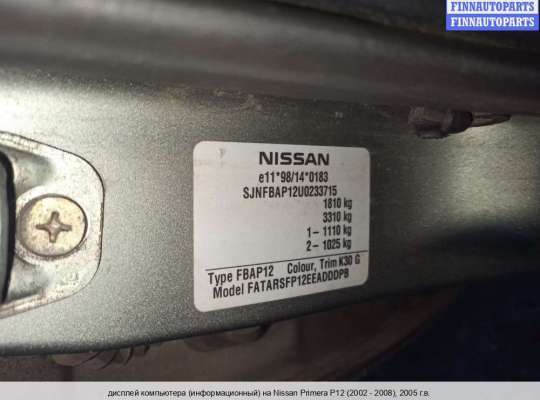 FINNAUTOPARTS
FINNAUTOPARTS
NISSAN
e11*98/14*0183
SJNFBAP12U0233715
1810 kg
3310 kg
1- 1110 kg
2- 1025 kg
Type FBAP12 Colour, Trim K30 G
Model FATARSFP12EEADDDPB
дисплей компьютера (информационный) на Nissan Primera P12 (2002 - 2008), 2005 г.в.